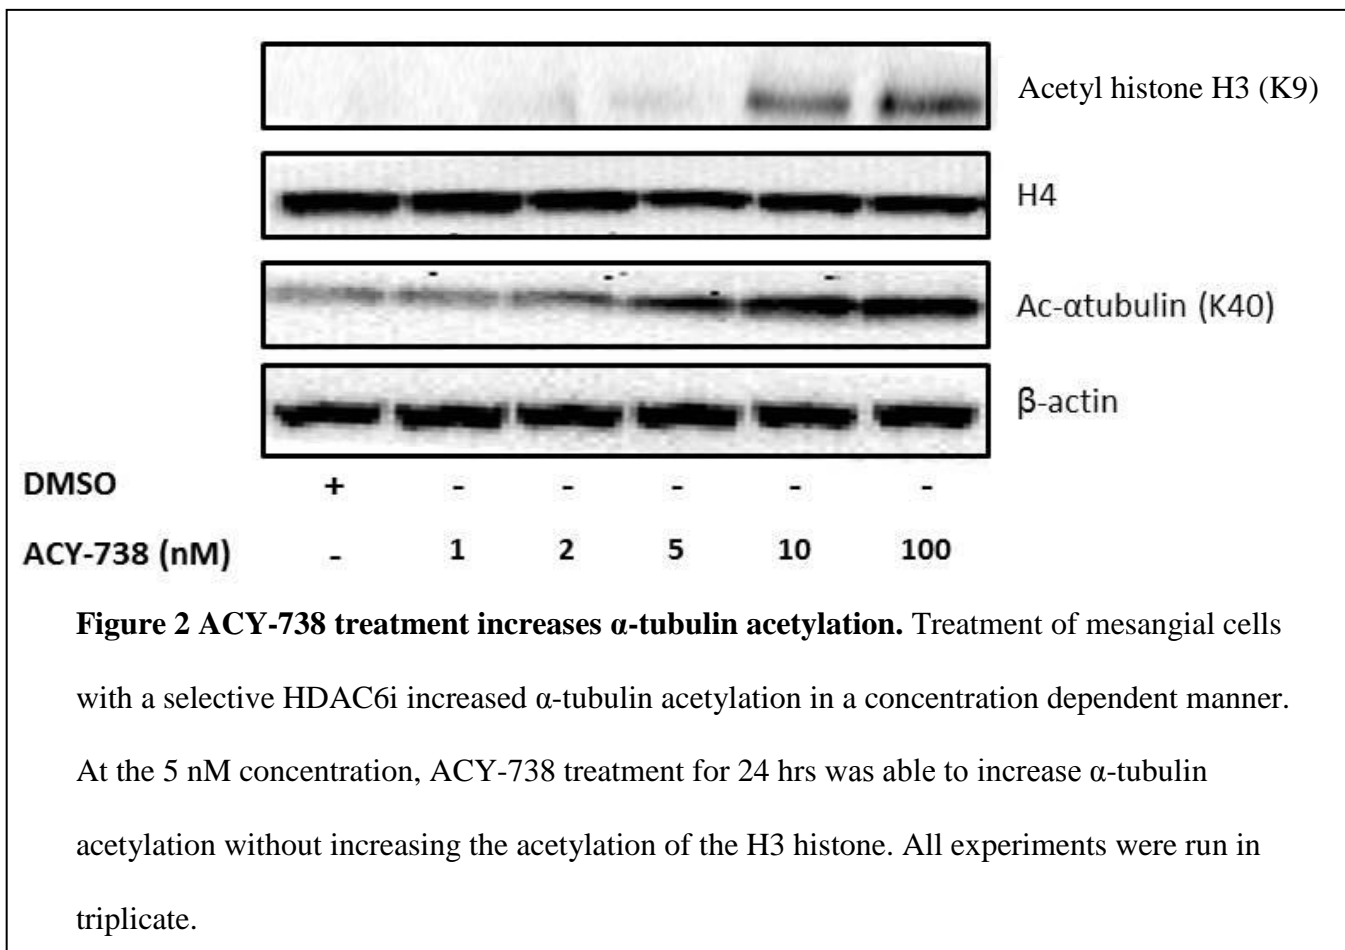 Acetyl histone H3 (K9)
H4
Ac-αtubulin (K40)
β-actin
DMSO + - - - - -
ACY-738 (nM) - 1 2 5 10 100
Figure 2 ACY-738 treatment increases α-tubulin acetylation. Treatment of mesangial cells
with a selective HDAC6i increased α-tubulin acetylation in a concentration dependent manner.
At the 5 nM concentration, ACY-738 treatment for 24 hrs was able to increase α-tubulin
acetylation without increasing the acetylation of the H3 histone. All experiments were run in
triplicate.